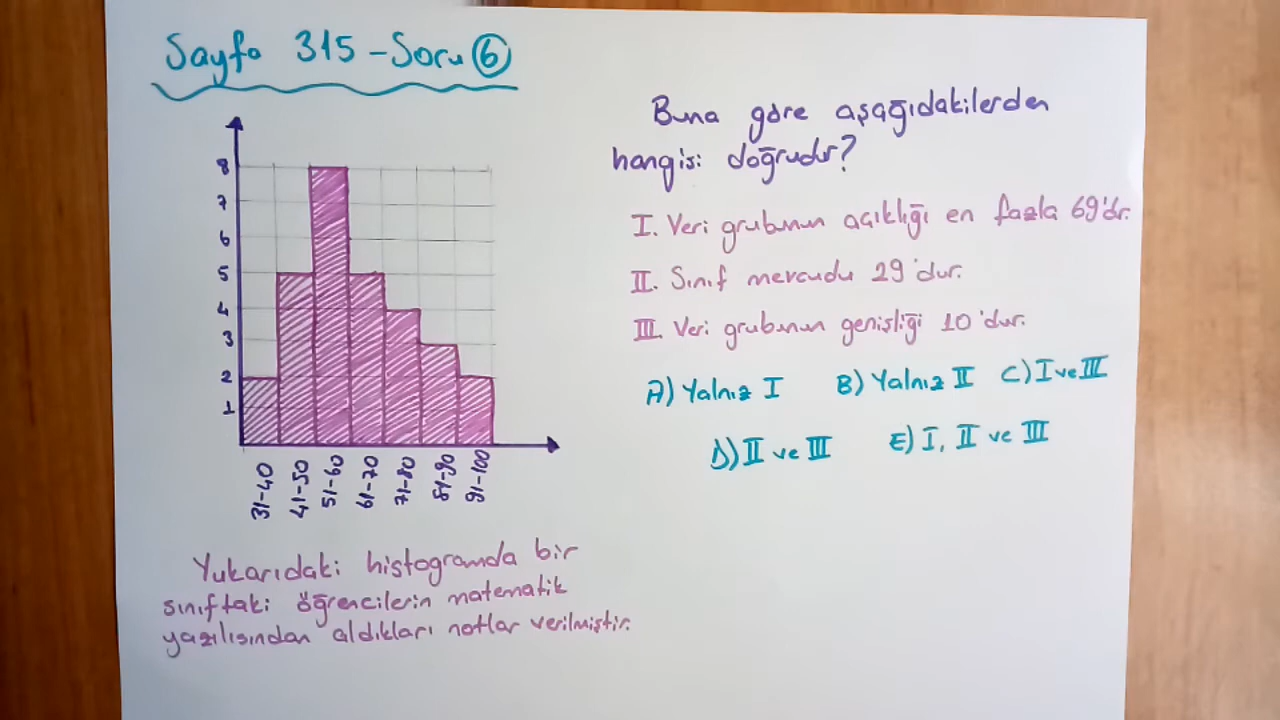 Sayfa 315 - Soru 6
8
7
6
5
4
3
2
1
31-40
41-50
51-60
61-70
71-80
81-90
91-100
Yukarıdaki histogramda bir
sınıftaki öğrencilerin matematik
yazılısından aldıkları notlar verilmiştir.
Buna göre aşağıdakilerden
hangisi doğrudur?
I. Veri grubunun açıklığı en fazla 69'dır.
II. Sınıf mevcudu 29'dur.
III. Veri grubunun genişliği 10'dur.
A) Yalnız I B) Yalnız II C) I ve III
D) II ve III E) I, II ve III